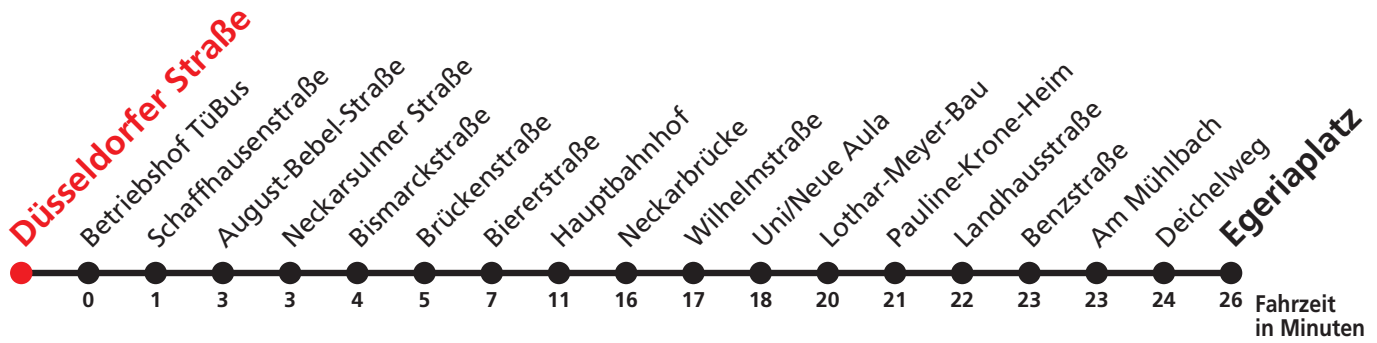 Düsseldorfer Straße
Betriebshof TüBus
Schaffhausenstraße
August-Bebel-Straße
Neckarsulmer Straße
Bismarckstraße
Brückenstraße
Biererstraße
Hauptbahnhof
Neckarbrücke
Wilhelmstraße
Uni/Neue Aula
Lothar-Meyer-Bau
Pauline-Krone-Heim
Landhausstraße
Benzstraße
Am Mühlbach
Deichelweg
Egeriaplatz
0 1 3 3 4 5 7 11 16 17 18 20 21 22 23 23 24 26
Fahrzeit
in Minuten